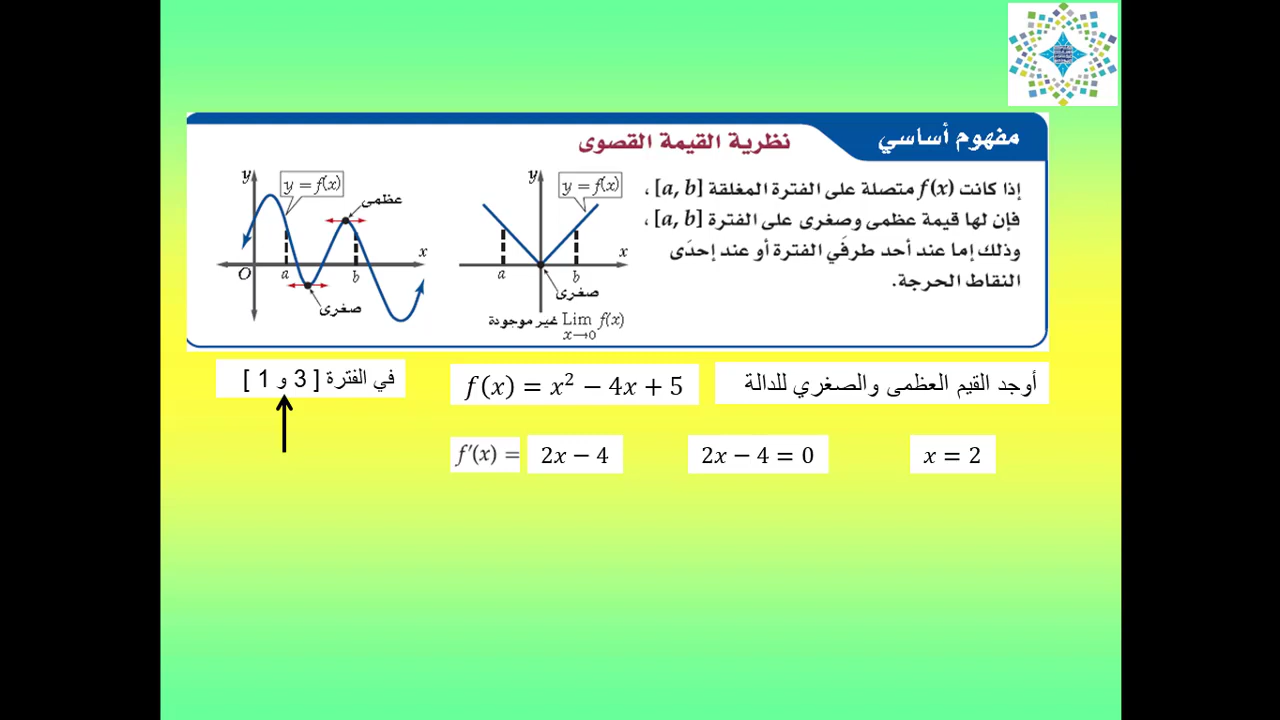 مفهوم أساسي
نظرية القيمة القصوى
إذا كانت f(x) متصلة على الفترة المغلقة [a, b] ،
فإن لها قيمة عظمى وصغرى على الفترة [a, b] ،
وذلك إما عند أحد طرفَي الفترة أو عند إحدَى
النقاط الحرجة.
y
y = f(x)
x
a
b
صغرى
Lim f(x) غير موجودة
x→0
y
y = f(x)
عظمى
x
O
a
b
صغرى
أوجد القيم العظمى والصغري للدالة
f(x) = x² − 4x + 5
في الفترة [ 3 و 1 ]
f′(x) = 2x − 4
2x − 4 = 0
x = 2